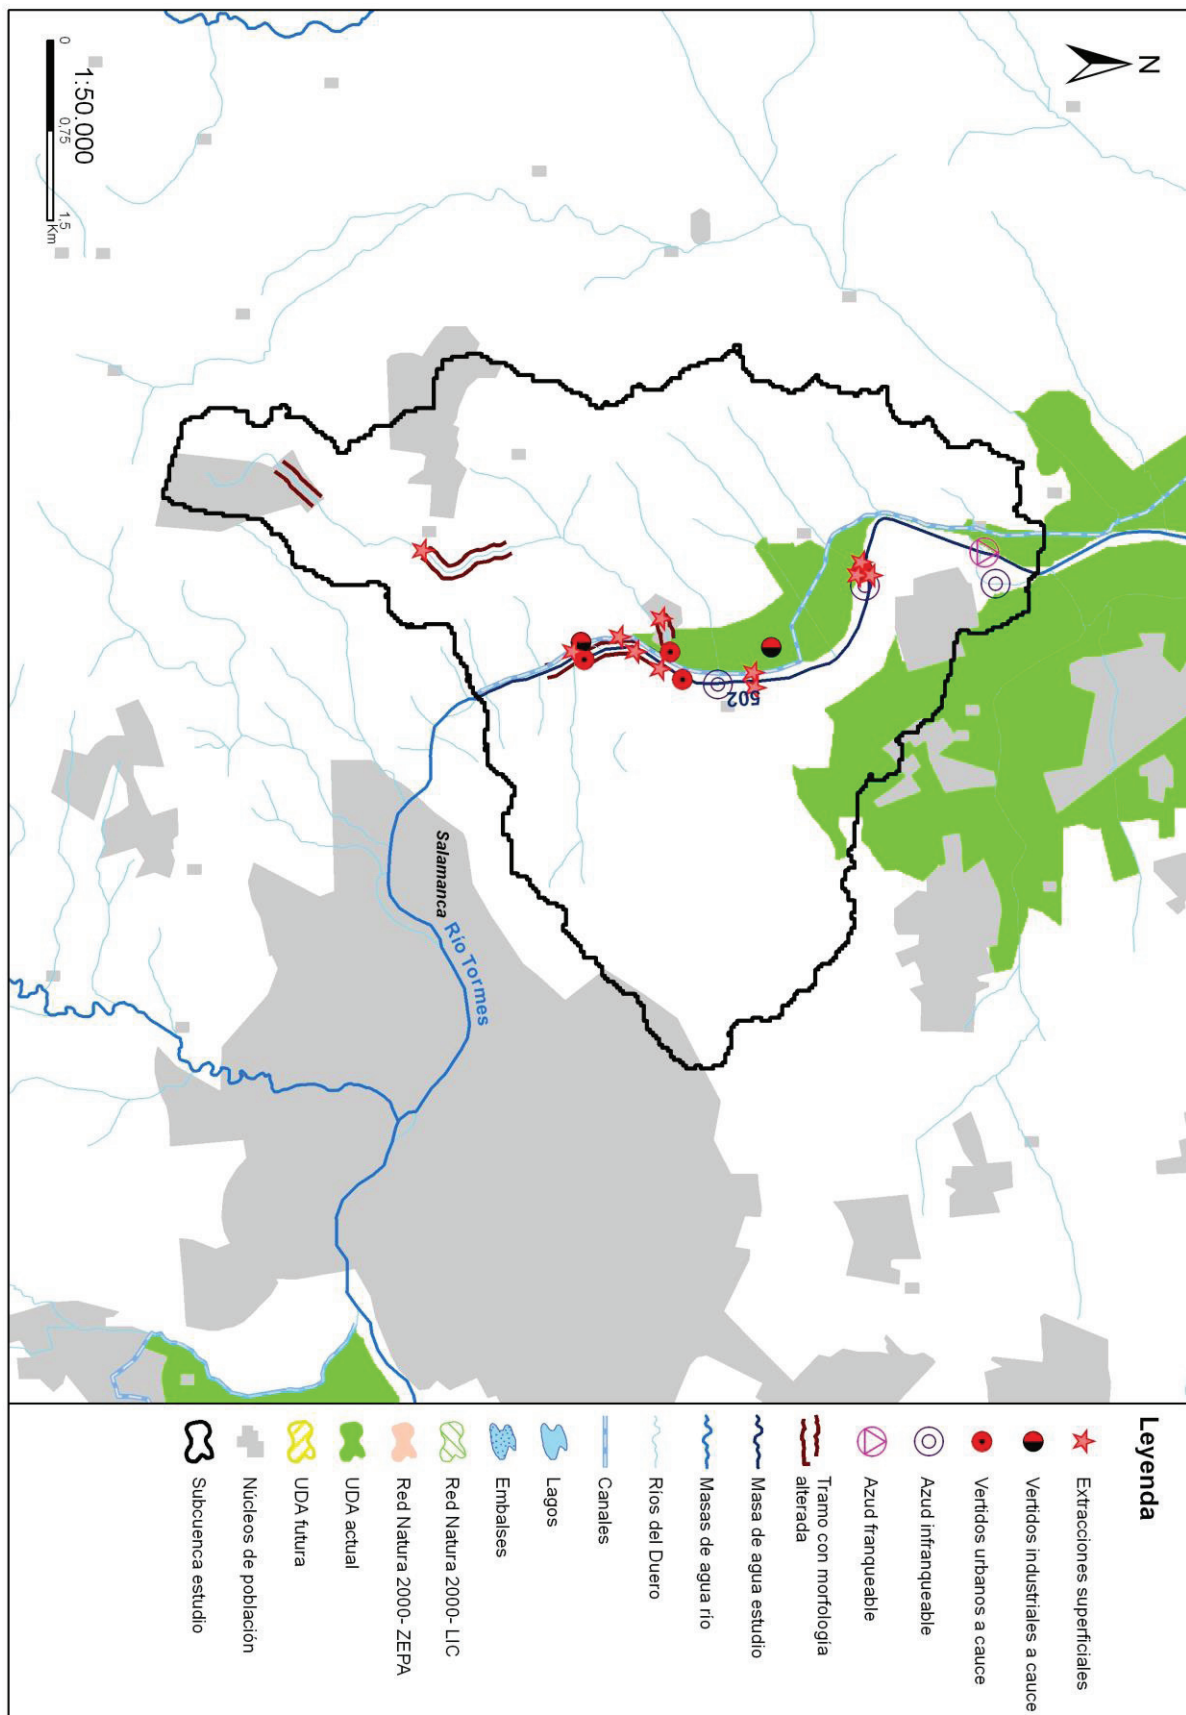 N
1:50.000
0
0,75
1,5
Km
502
Salamanca
Río Tormes
Leyenda
Extracciones superficiales
Vertidos industriales a cauce
Vertidos urbanos a cauce
Azud infranqueable
Azud franqueable
Tramo con morfología
alterada
Masa de agua estudio
Masas de agua río
Ríos del Duero
Canales
Lagos
Embalses
Red Natura 2000- LIC
Red Natura 2000- ZEPA
UDA actual
UDA futura
Núcleos de población
Subcuenca estudio